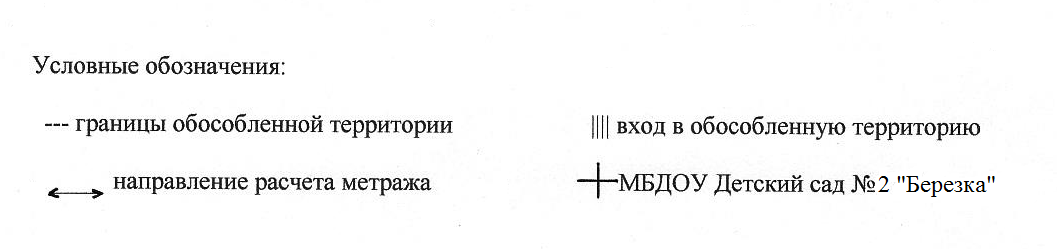 Условные обозначения:
--- границы обособленной территории
|||| вход в обособленную территорию
направление расчета метража
МБДОУ Детский сад №2 "Березка"